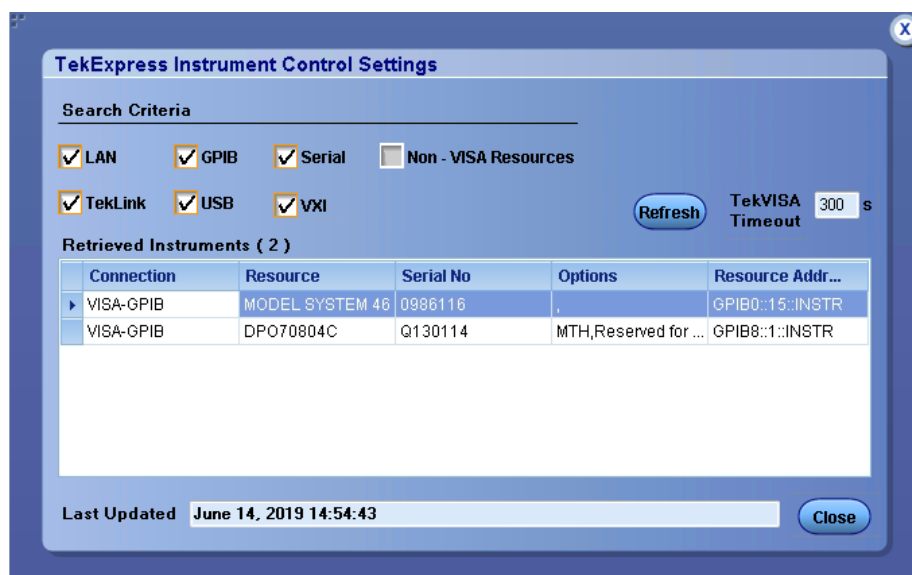 X
TekExpress Instrument Control Settings
Search Criteria
LAN GPIB Serial Non - VISA Resources
TekLink USB VXI Refresh TekVISA Timeout 300 s
Retrieved Instruments ( 2 )
Connection Resource Serial No Options Resource Addr...
VISA-GPIB MODEL SYSTEM 46 0986116 , GPIB0::15::INSTR
VISA-GPIB DPO70804C Q130114 MTH,Reserved for ... GPIB8::1::INSTR
Last Updated June 14, 2019 14:54:43 Close